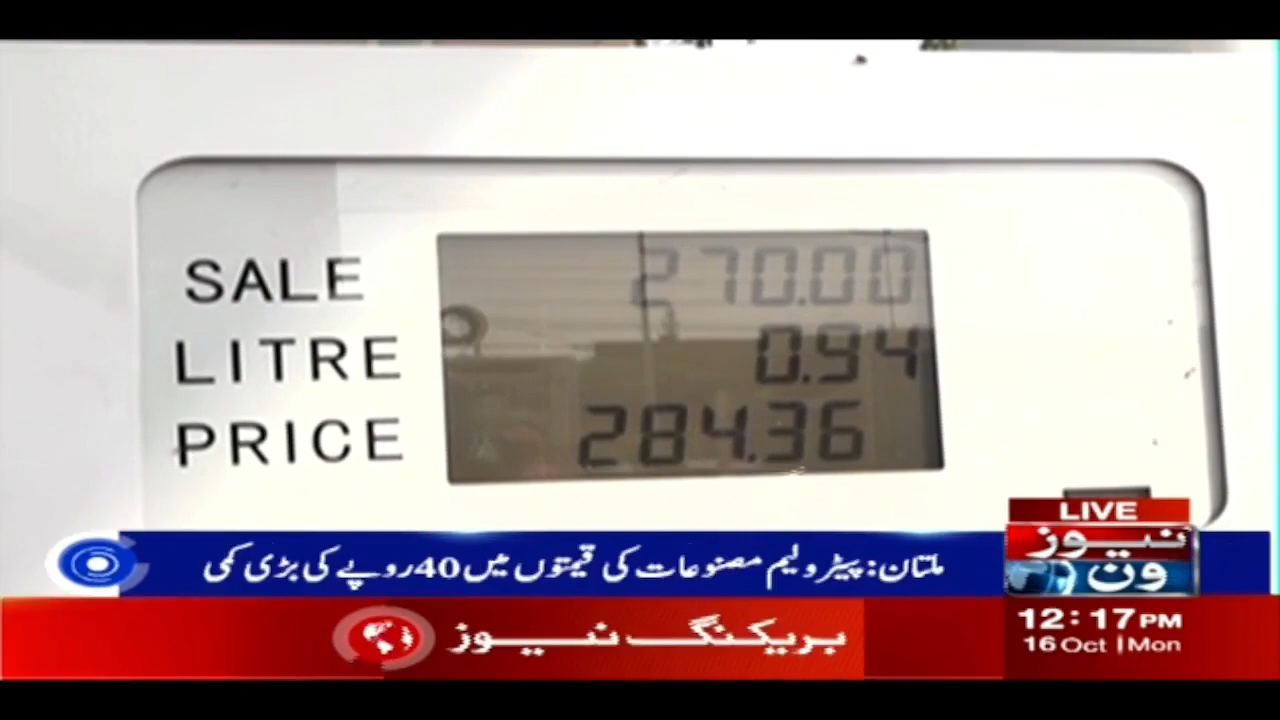 SALE 270.00
LITRE 0.94
PRICE 284.36
LIVE
نیوز
ون
ملتان: پیٹرولیم مصنوعات کی قیمتوں میں 40 روپے کی بڑی کمی
بریکنگ نیوز
12:17 PM
16 Oct | Mon